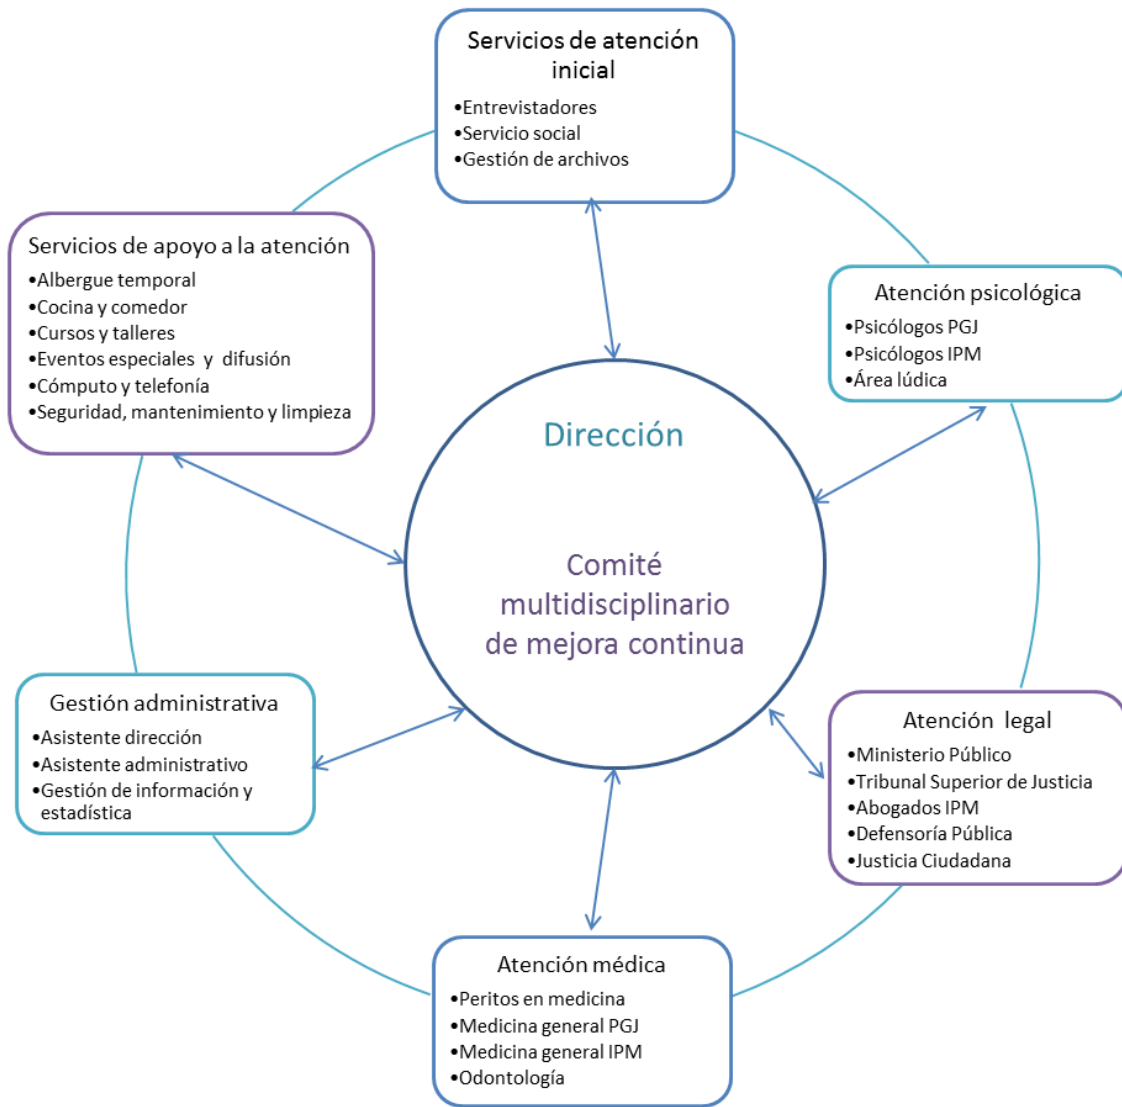 Servicios de atención
inicial
•Entrevistadores
•Servicio social
•Gestión de archivos
Servicios de apoyo a la atención
•Albergue temporal
•Cocina y comedor
•Cursos y talleres
•Eventos especiales y difusión
•Cómputo y telefonía
•Seguridad, mantenimiento y limpieza
Atención psicológica
•Psicólogos PGJ
•Psicólogos IPM
•Área lúdica
Dirección
Comité
multidisciplinario
de mejora continua
Gestión administrativa
•Asistente dirección
•Asistente administrativo
•Gestión de información y
estadística
Atención legal
•Ministerio Público
•Tribunal Superior de Justicia
•Abogados IPM
•Defensoría Pública
•Justicia Ciudadana
Atención médica
•Peritos en medicina
•Medicina general PGJ
•Medicina general IPM
•Odontología